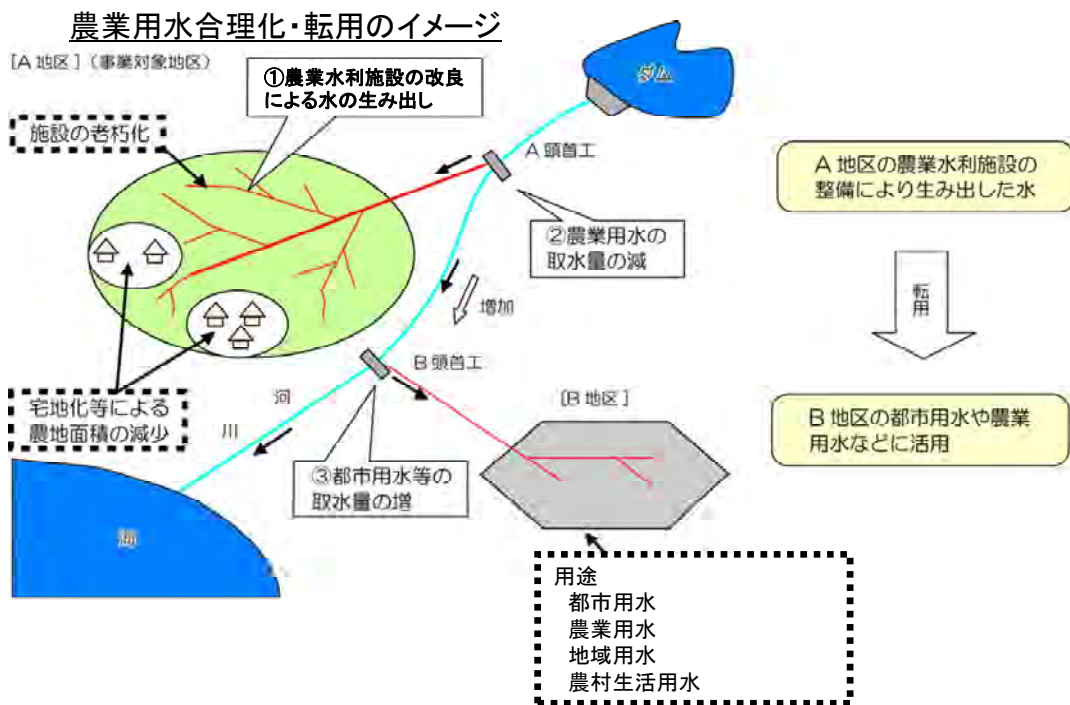 農業用水合理化・転用のイメージ
[A 地区] (事業対象地区)
①農業水利施設の改良
による水の生み出し
ダム
施設の老朽化
A 頭首工
A 地区の農業水利施設の
整備により生み出した水
②農業用水の
取水量の減
転用
増加
B 頭首工
宅地化等による
農地面積の減少
河
川
[B 地区]
B 地区の都市用水や農業
用水などに活用
③都市用水等の
取水量の増
海
用途
都市用水
農業用水
地域用水
農村生活用水